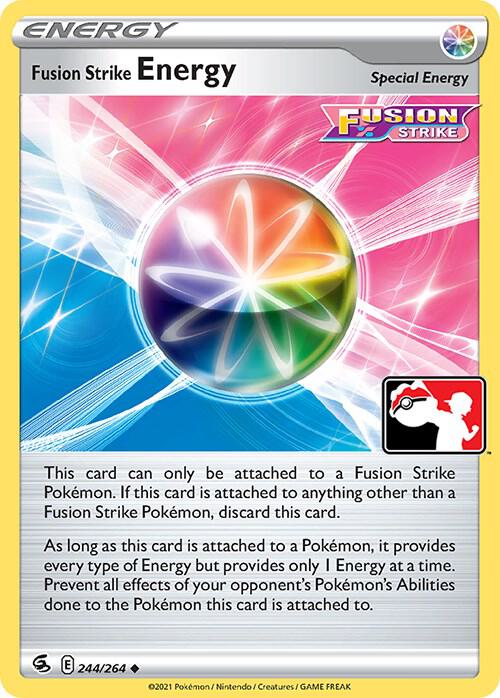 ENERGY
Fusion Strike Energy
Special Energy
FUSION
STRIKE
This card can only be attached to a Fusion Strike
Pokémon. If this card is attached to anything other than a
Fusion Strike Pokémon, discard this card.
As long as this card is attached to a Pokémon, it provides
every type of Energy but provides only 1 Energy at a time.
Prevent all effects of your opponent's Pokémon's Abilities
done to the Pokémon this card is attached to.
E 244/264
©2021 Pokémon / Nintendo / Creatures / GAME FREAK